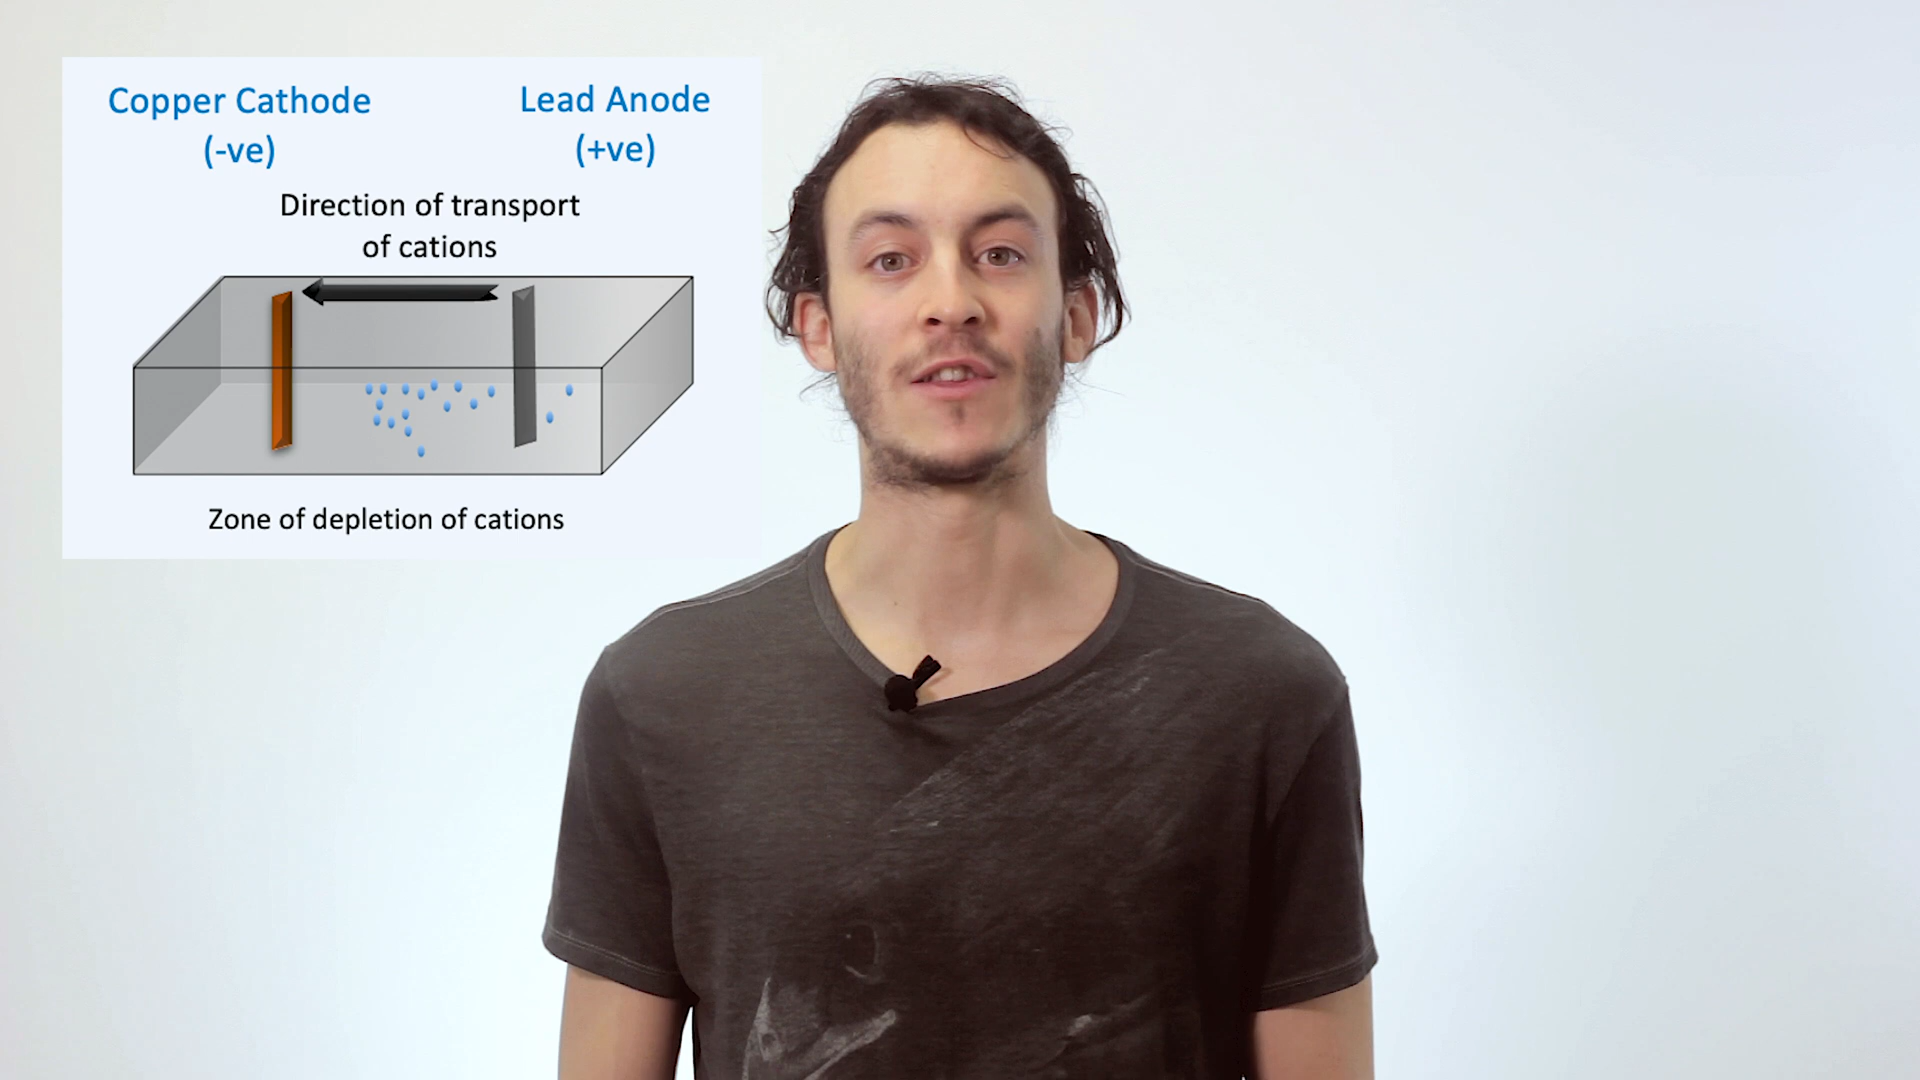 Copper Cathode
(-ve)
Lead Anode
(+ve)
Direction of transport
of cations
Zone of depletion of cations